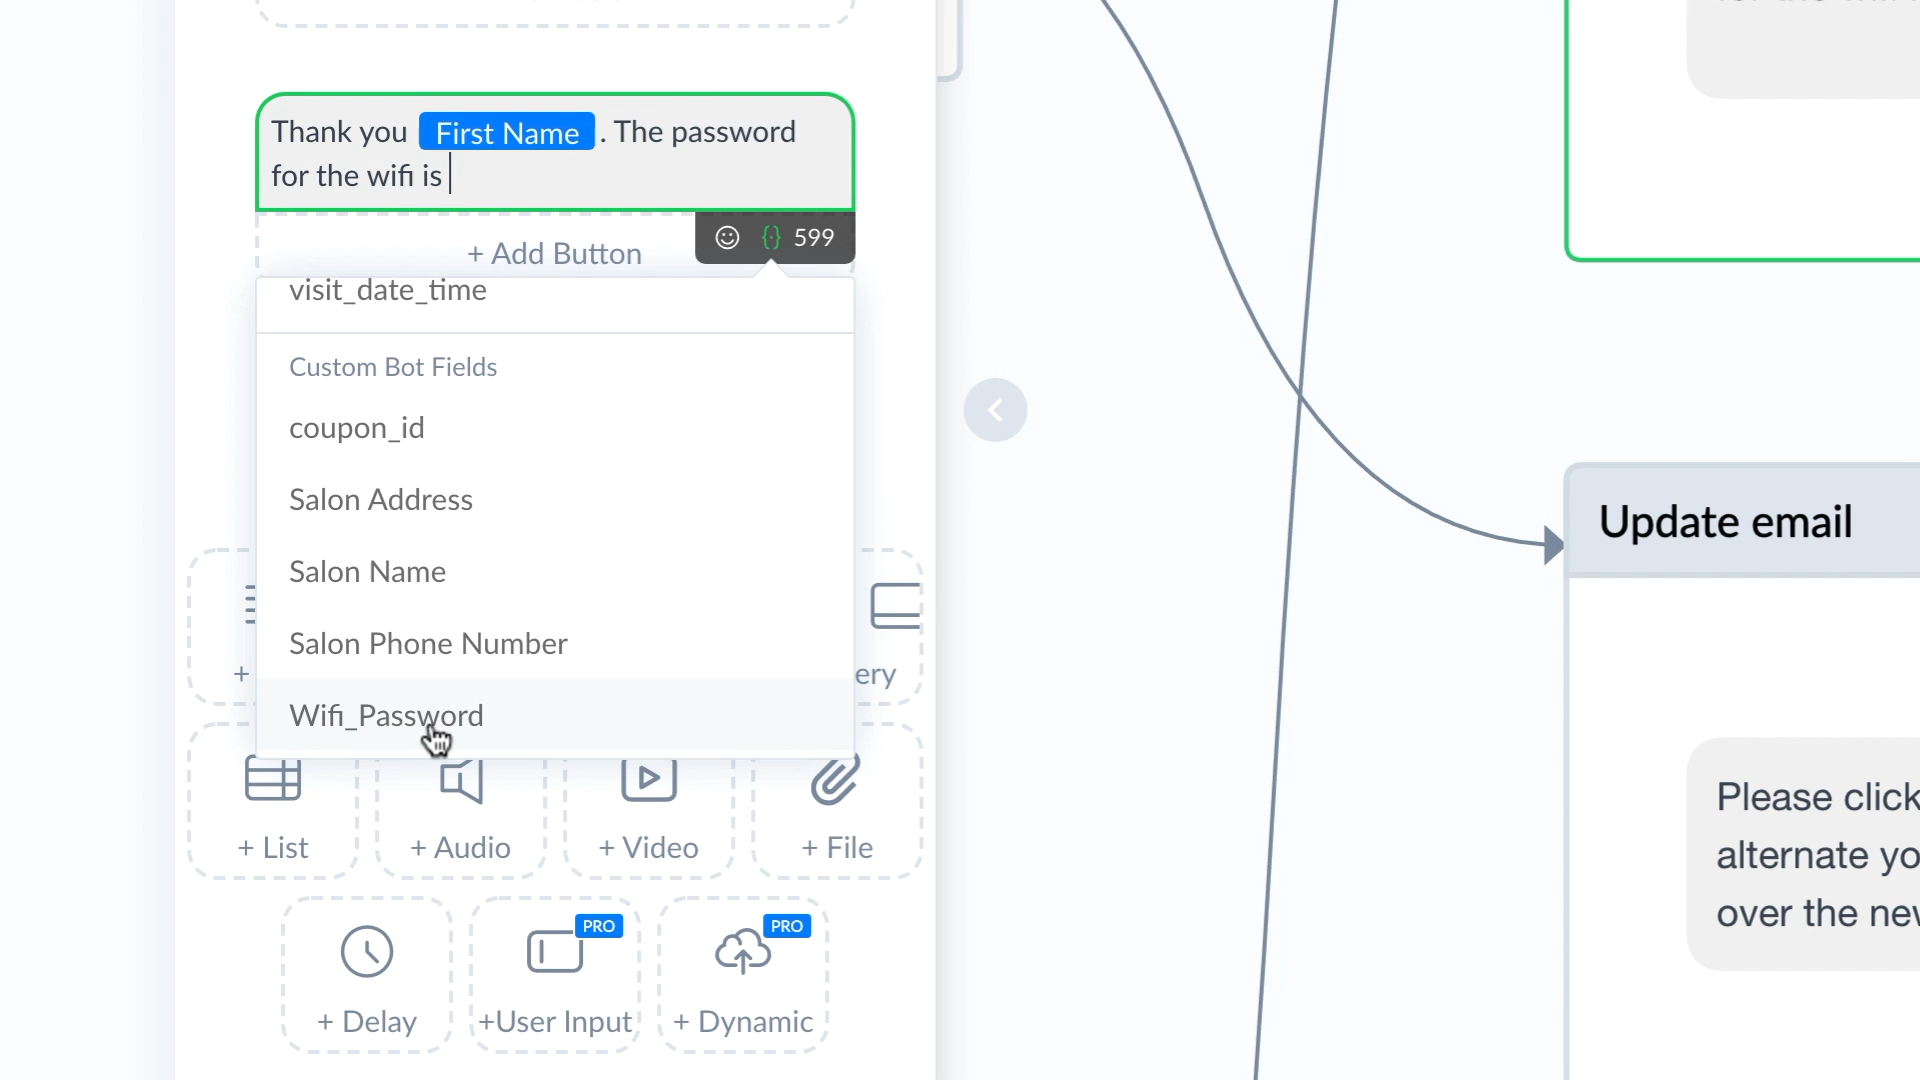 Thank you First Name . The password
for the wifi is
+ Add Button
599
visit_date_time
Custom Bot Fields
coupon_id
Salon Address
Salon Name
Salon Phone Number
Wifi_Password
+
ery
+ List
+ Audio
+ Video
+ File
PRO
PRO
+ Delay
+User Input
+ Dynamic
Update email
Please click
alternate yo
over the new